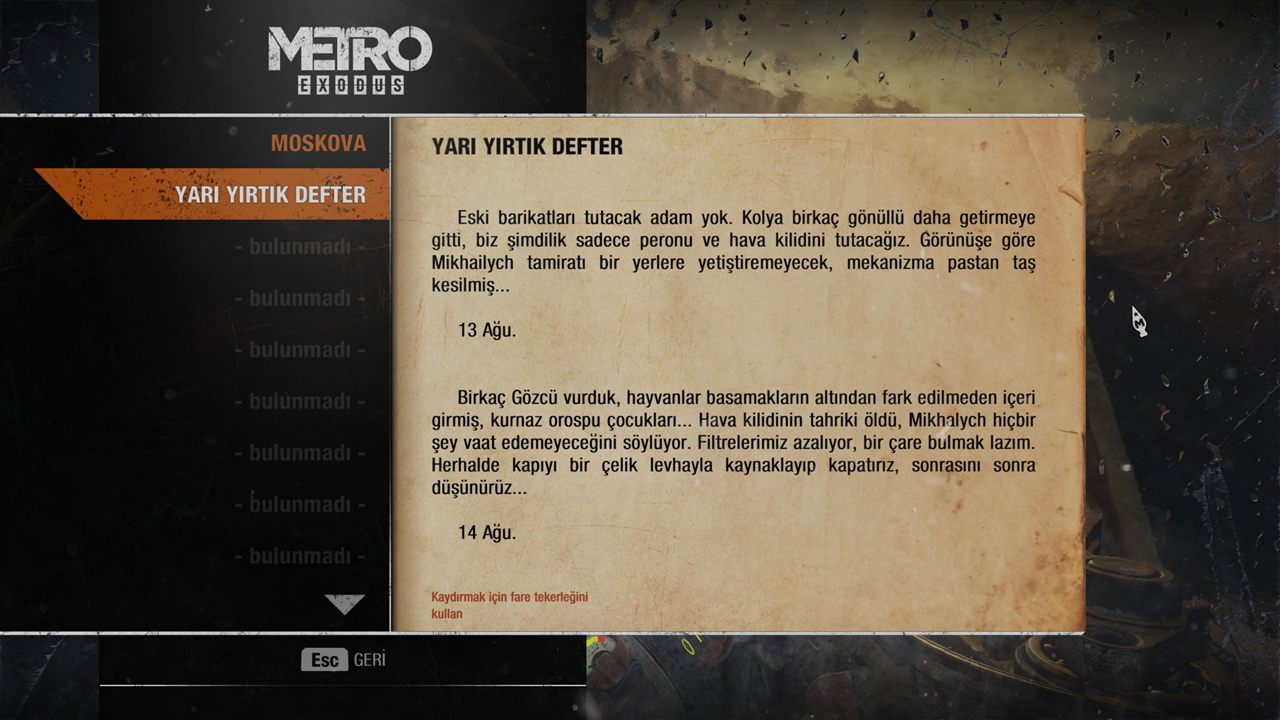 METRO
EXODUS
MOSKOVA
YARI YIRTIK DEFTER
- bulunmadı -
- bulunmadı -
- bulunmadı -
- bulunmadı -
- bulunmadı -
- bulunmadı -
- bulunmadı -
Esc GERİ
YARI YIRTIK DEFTER
Eski barikatları tutacak adam yok. Kolya birkaç gönüllü daha getirmeye
gitti, biz şimdilik sadece peronu ve hava kilidini tutacağız. Görünüşe göre
Mikhailych tamiratı bir yerlere yetiştiremeyecek, mekanizma pastan taş
kesilmiş...
13 Ağu.
Birkaç Gözcü vurduk, hayvanlar basamakların altından fark edilmeden içeri
girmiş, kurnaz orospu çocukları... Hava kilidinin tahriki öldü, Mikhalych hiçbir
şey vaat edemeyeceğini söylüyor. Filtrelerimiz azalıyor, bir çare bulmak lazım.
Herhalde kapıyı bir çelik levhayla kaynaklayıp kapatırız, sonrasını sonra
düşünürüz...
14 Ağu.
Kaydırmak için fare tekerleğini
kullan